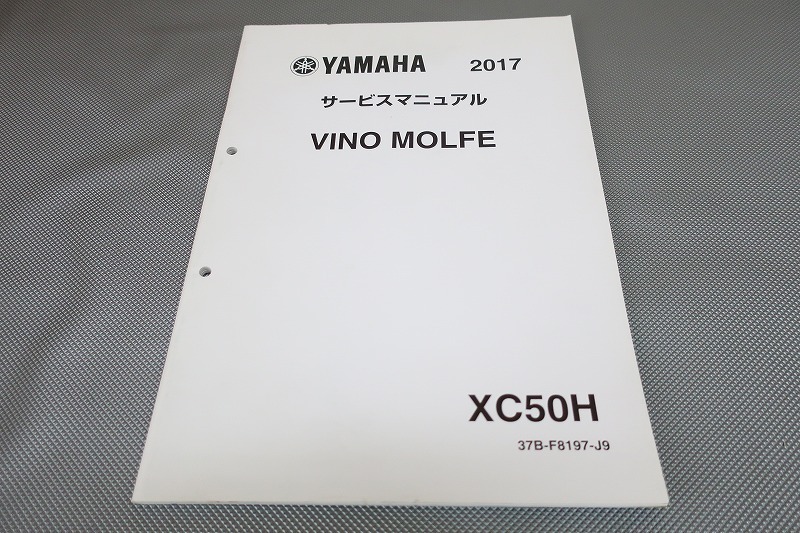 YAMAHA 2017
サービスマニュアル
VINO MOLFE
XC50H
37B-F8197-J9